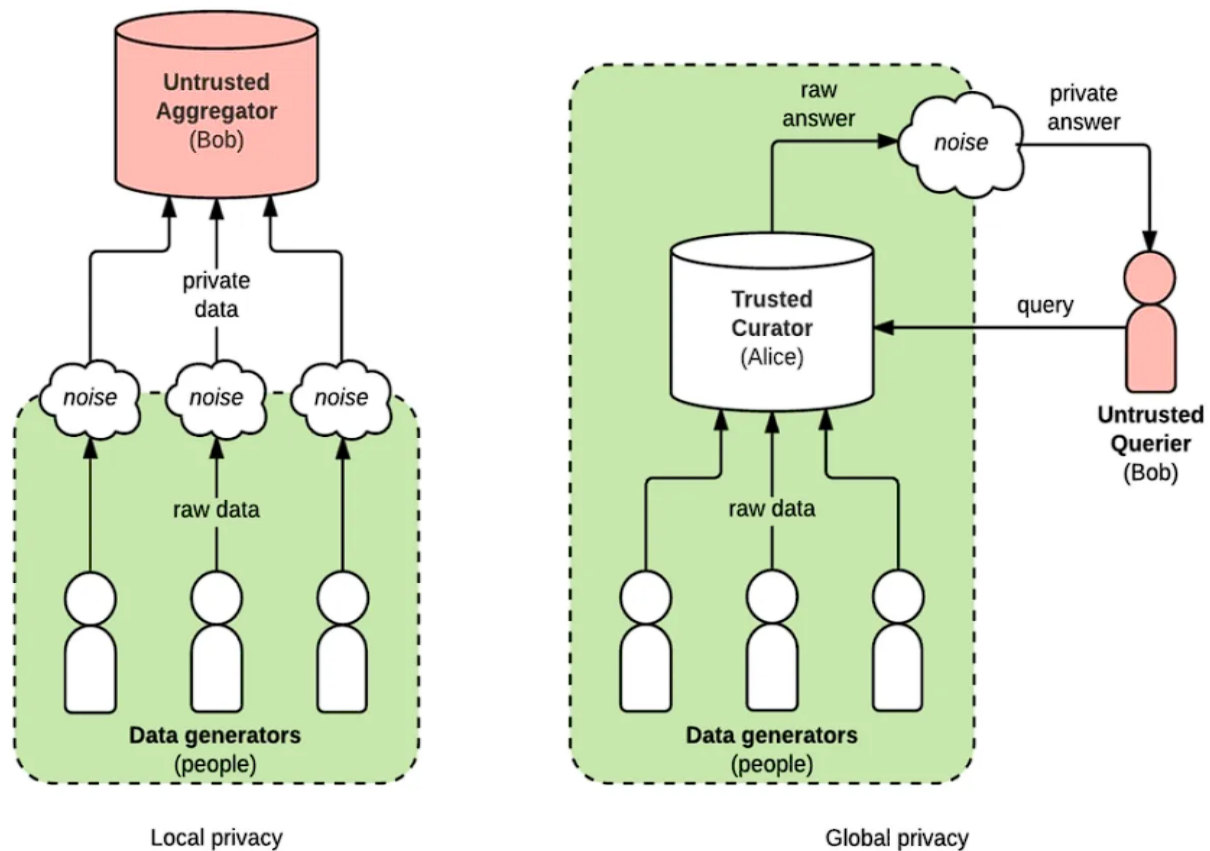 Untrusted
Aggregator
(Bob)
private
data
noise
noise
noise
raw data
Data generators
(people)
Local privacy
raw
answer
noise
private
answer
Trusted
Curator
(Alice)
query
Untrusted
Querier
(Bob)
raw data
Data generators
(people)
Global privacy